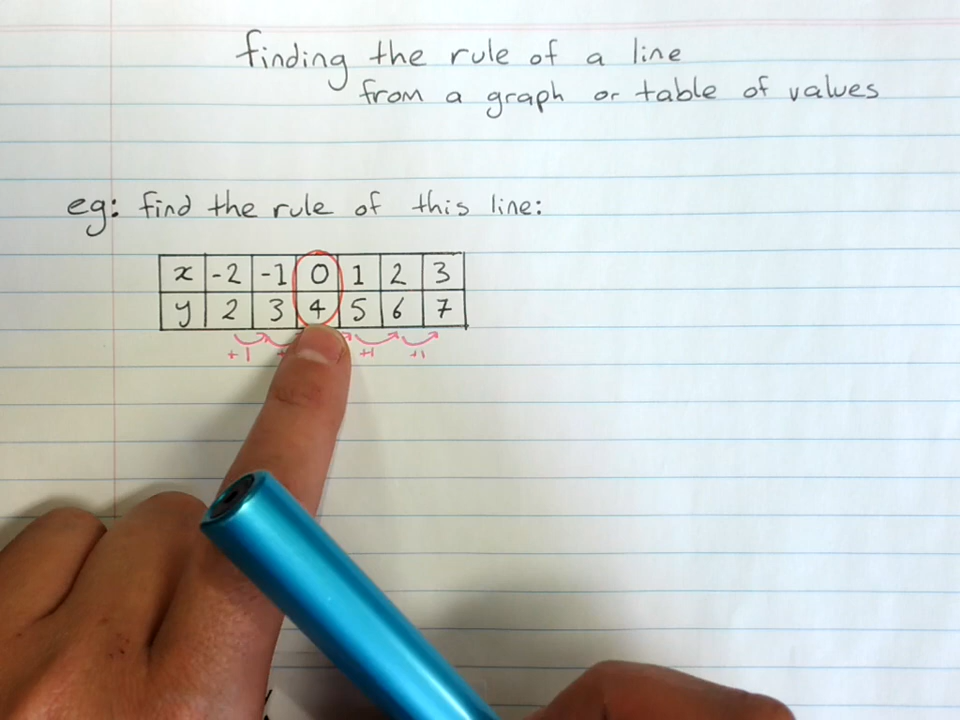 finding the rule of a line
from a graph or table of values
eg: find the rule of this line:
x -2 -1 0 1 2 3
y 2 3 4 5 6 7
+1 +1 +1